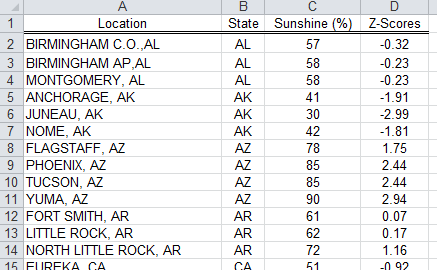 A B C D
1 Location State Sunshine (%) Z-Scores
2 BIRMINGHAM C.O.,AL AL 57 -0.32
3 BIRMINGHAM AP,AL AL 58 -0.23
4 MONTGOMERY, AL AL 58 -0.23
5 ANCHORAGE, AK AK 41 -1.91
6 JUNEAU, AK AK 30 -2.99
7 NOME, AK AK 42 -1.81
8 FLAGSTAFF, AZ AZ 78 1.75
9 PHOENIX, AZ AZ 85 2.44
10 TUCSON, AZ AZ 85 2.44
11 YUMA, AZ AZ 90 2.94
12 FORT SMITH, AR AR 61 0.07
13 LITTLE ROCK, AR AR 62 0.17
14 NORTH LITTLE ROCK, AR AR 72 1.16
15 EUREKA, CA CA 51 -0.92